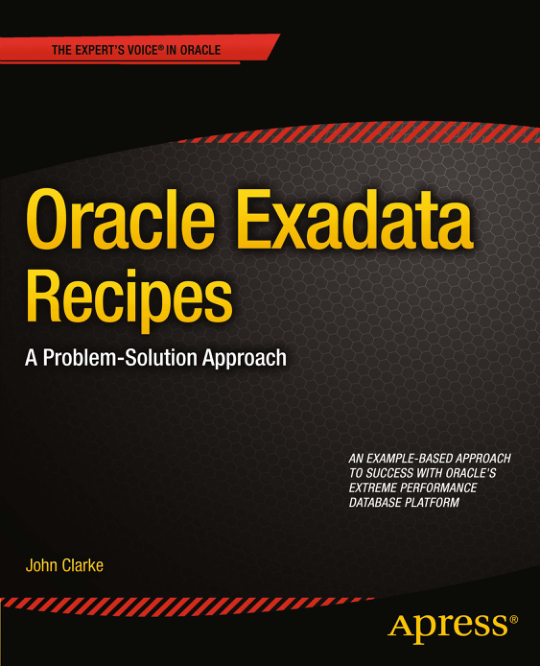 THE EXPERT'S VOICE® IN ORACLE
Oracle Exadata
Recipes
A Problem-Solution Approach
AN EXAMPLE-BASED APPROACH
TO SUCCESS WITH ORACLE'S
EXTREME PERFORMANCE
DATABASE PLATFORM
John Clarke
Apress®